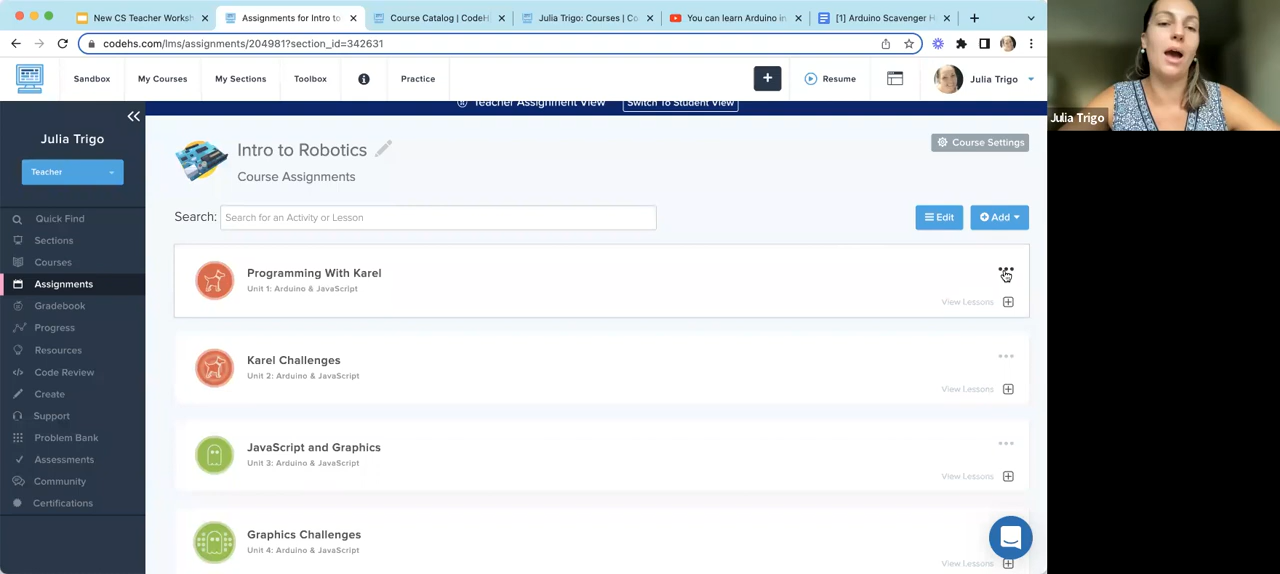 New CS Teacher Worksh
Assignments for Intro to
Course Catalog | CodeH
Julia Trigo: Courses | Co
You can learn Arduino in
[1] Arduino Scavenger H
codehs.com/lms/assignments/204981?section_id=342631
Sandbox
My Courses
My Sections
Toolbox
Practice
Resume
Julia Trigo
Teacher Assignment View
Switch To Student View
Julia Trigo
Teacher
Quick Find
Sections
Courses
Assignments
Gradebook
Progress
Resources
Code Review
Create
Support
Problem Bank
Assessments
Community
Certifications
Intro to Robotics
Course Assignments
Course Settings
Search:
Search for an Activity or Lesson
Edit
Add
Programming With Karel
Unit 1: Arduino & JavaScript
View Lessons
Karel Challenges
Unit 2: Arduino & JavaScript
View Lessons
JavaScript and Graphics
Unit 3: Arduino & JavaScript
View Lessons
Graphics Challenges
Unit 4: Arduino & JavaScript
View Lessons
Julia Trigo